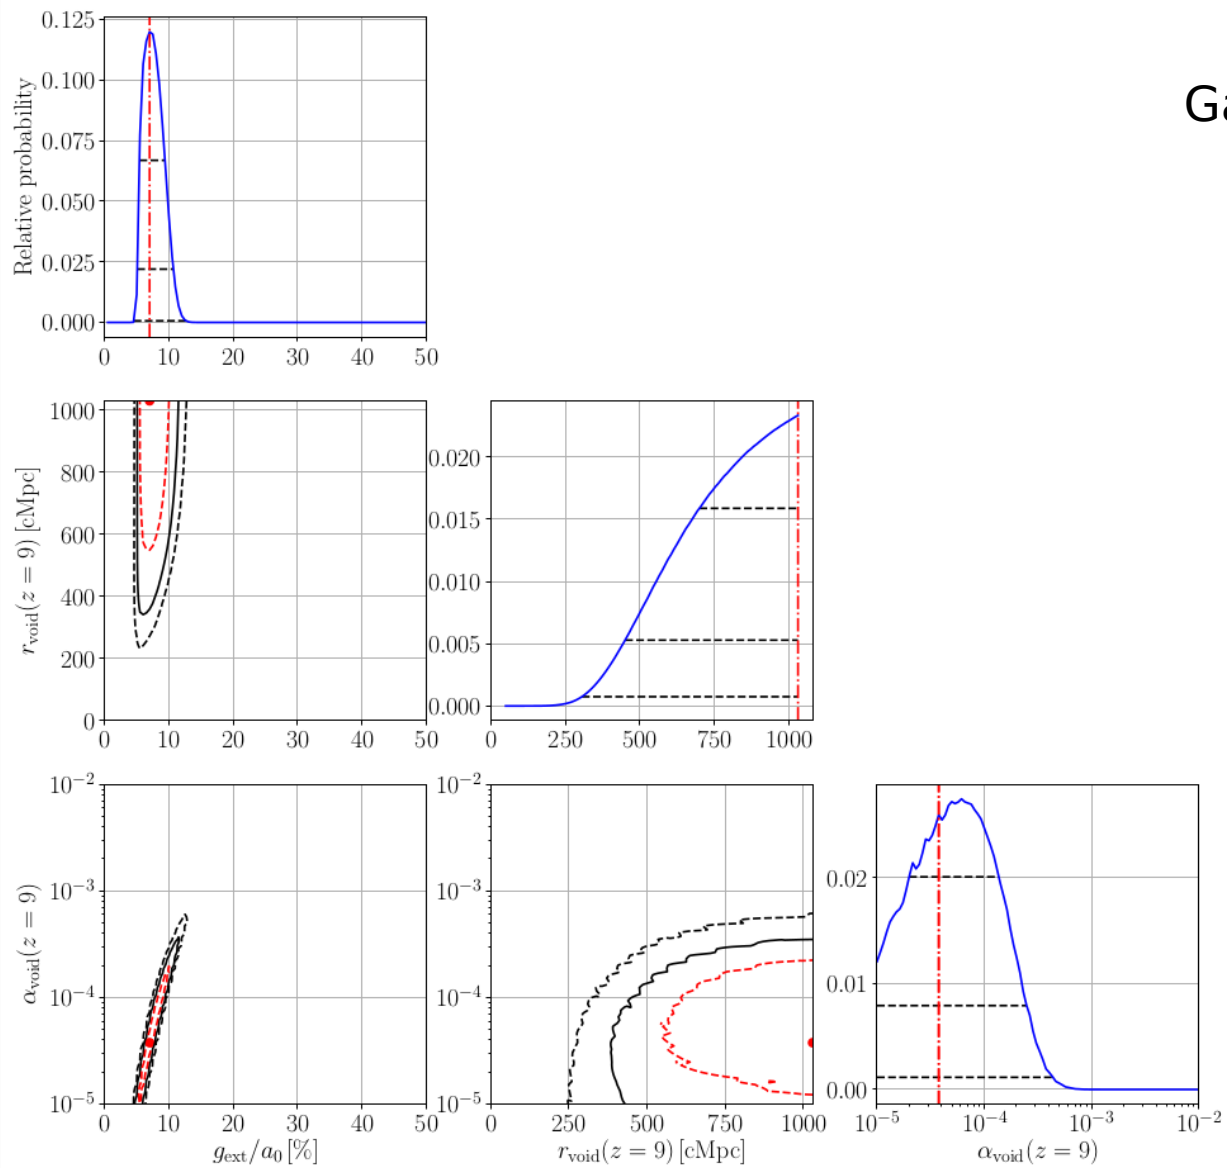 Ga
0.125
0.100
0.075
0.050
0.025
0.000
Relative probability
0 10 20 30 40 50
1000
800
600
400
200
0
r_void(z = 9) [cMpc]
0 10 20 30 40 50
0.020
0.015
0.010
0.005
0.000
0 250 500 750 1000
10⁻²
10⁻³
10⁻⁴
10⁻⁵
α_void(z = 9)
0 10 20 30 40 50
g_ext/a₀ [%]
10⁻²
10⁻³
10⁻⁴
10⁻⁵
0 250 500 750 1000
r_void(z = 9) [cMpc]
0.02
0.01
0.00
10⁻⁵ 10⁻⁴ 10⁻³ 10⁻²
α_void(z = 9)